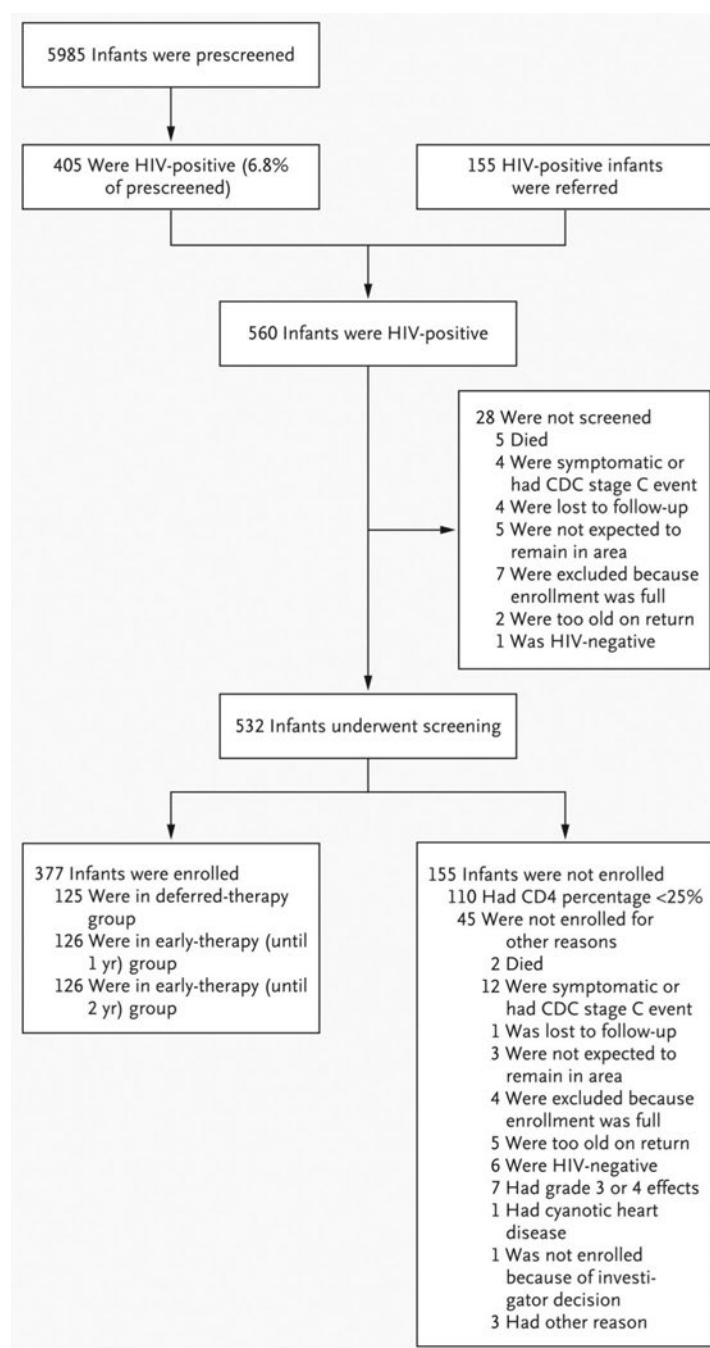 5985 Infants were prescreened
405 Were HIV-positive (6.8%
of prescreened)
155 HIV-positive infants
were referred
560 Infants were HIV-positive
28 Were not screened
5 Died
4 Were symptomatic or
had CDC stage C event
4 Were lost to follow-up
5 Were not expected to
remain in area
7 Were excluded because
enrollment was full
2 Were too old on return
1 Was HIV-negative
532 Infants underwent screening
377 Infants were enrolled
125 Were in deferred-therapy
group
126 Were in early-therapy (until
1 yr) group
126 Were in early-therapy (until
2 yr) group
155 Infants were not enrolled
110 Had CD4 percentage <25%
45 Were not enrolled for
other reasons
2 Died
12 Were symptomatic or
had CDC stage C event
1 Was lost to follow-up
3 Were not expected to
remain in area
4 Were excluded because
enrollment was full
5 Were too old on return
6 Were HIV-negative
7 Had grade 3 or 4 effects
1 Had cyanotic heart
disease
1 Was not enrolled
because of investi-
gator decision
3 Had other reason